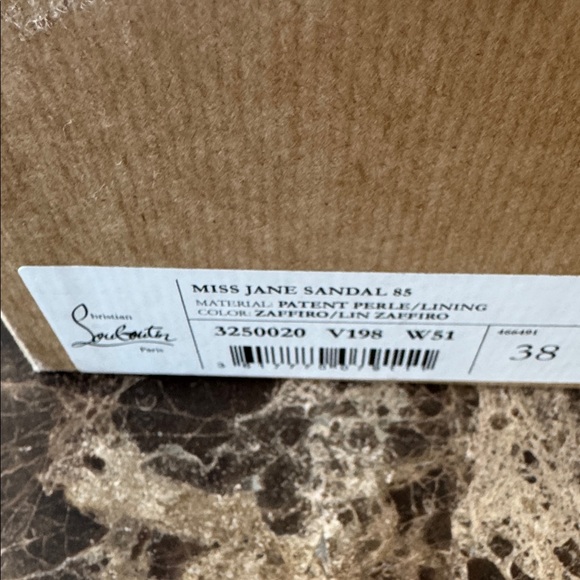 Christian
Louboutin
Paris
MISS JANE SANDAL 85
MATERIAL: PATENT PERLE/LINING
COLOR: ZAFFIRO/LIN ZAFFIRO
3250020 V198 W51
466491
38